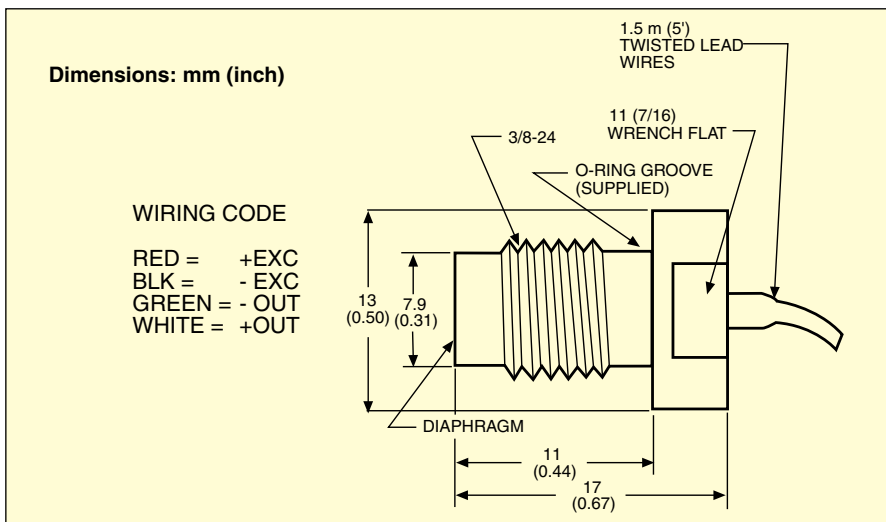 Dimensions: mm (inch)
1.5 m (5')
TWISTED LEAD
WIRES
11 (7/16)
WRENCH FLAT
3/8-24
O-RING GROOVE
(SUPPLIED)
WIRING CODE
RED = +EXC
BLK = - EXC
GREEN = - OUT
WHITE = +OUT
13
(0.50)
7.9
(0.31)
DIAPHRAGM
11
(0.44)
17
(0.67)